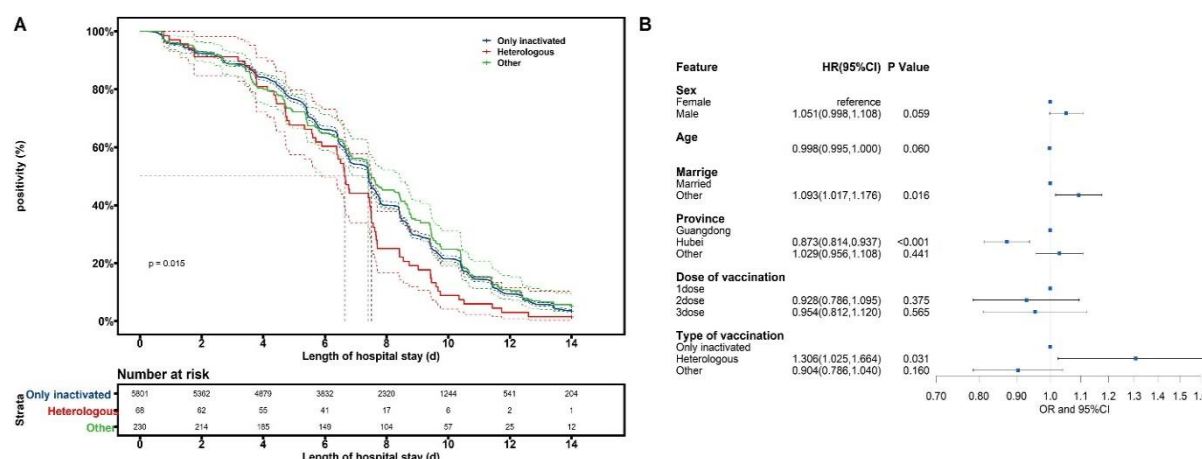 A
100%
80%
60%
40%
20%
0%
positivity (%)
Only inactivated
Heterologous
Other
p = 0.015
0 2 4 6 8 10 12 14
Length of hospital stay (d)
Number at risk
Strata
Only inactivated 5801 5362 4879 3832 2320 1244 541 204
Heterologous 68 62 55 41 17 6 2 1
Other 230 214 185 149 104 57 25 12
0 2 4 6 8 10 12 14
Length of hospital stay (d)
B
Feature HR(95%CI) P Value
Sex
Female reference
Male 1.051(0.998,1.108) 0.059
Age
0.998(0.995,1.000) 0.060
Marrige
Married
Other 1.093(1.017,1.176) 0.016
Province
Guangdong
Hubei 0.873(0.814,0.937) <0.001
Other 1.029(0.956,1.108) 0.441
Dose of vaccination
1dose
2dose 0.928(0.786,1.095) 0.375
3dose 0.954(0.812,1.120) 0.565
Type of vaccination
Only inactivated
Heterologous 1.306(1.025,1.664) 0.031
Other 0.904(0.786,1.040) 0.160
0.70 0.80 0.90 1.0 1.1 1.2 1.3 1.4 1.5
OR and 95%CI